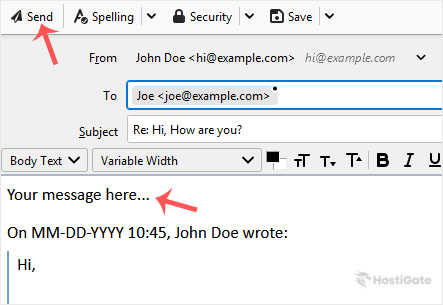 Send Spelling Security Save
From John Doe <hi@example.com> hi@example.com
To Joe <joe@example.com>
Subject Re: Hi, How are you?
Body Text Variable Width T T T B I U
Your message here...
On MM-DD-YYYY 10:45, John Doe wrote:
Hi,
HOSTIGATE